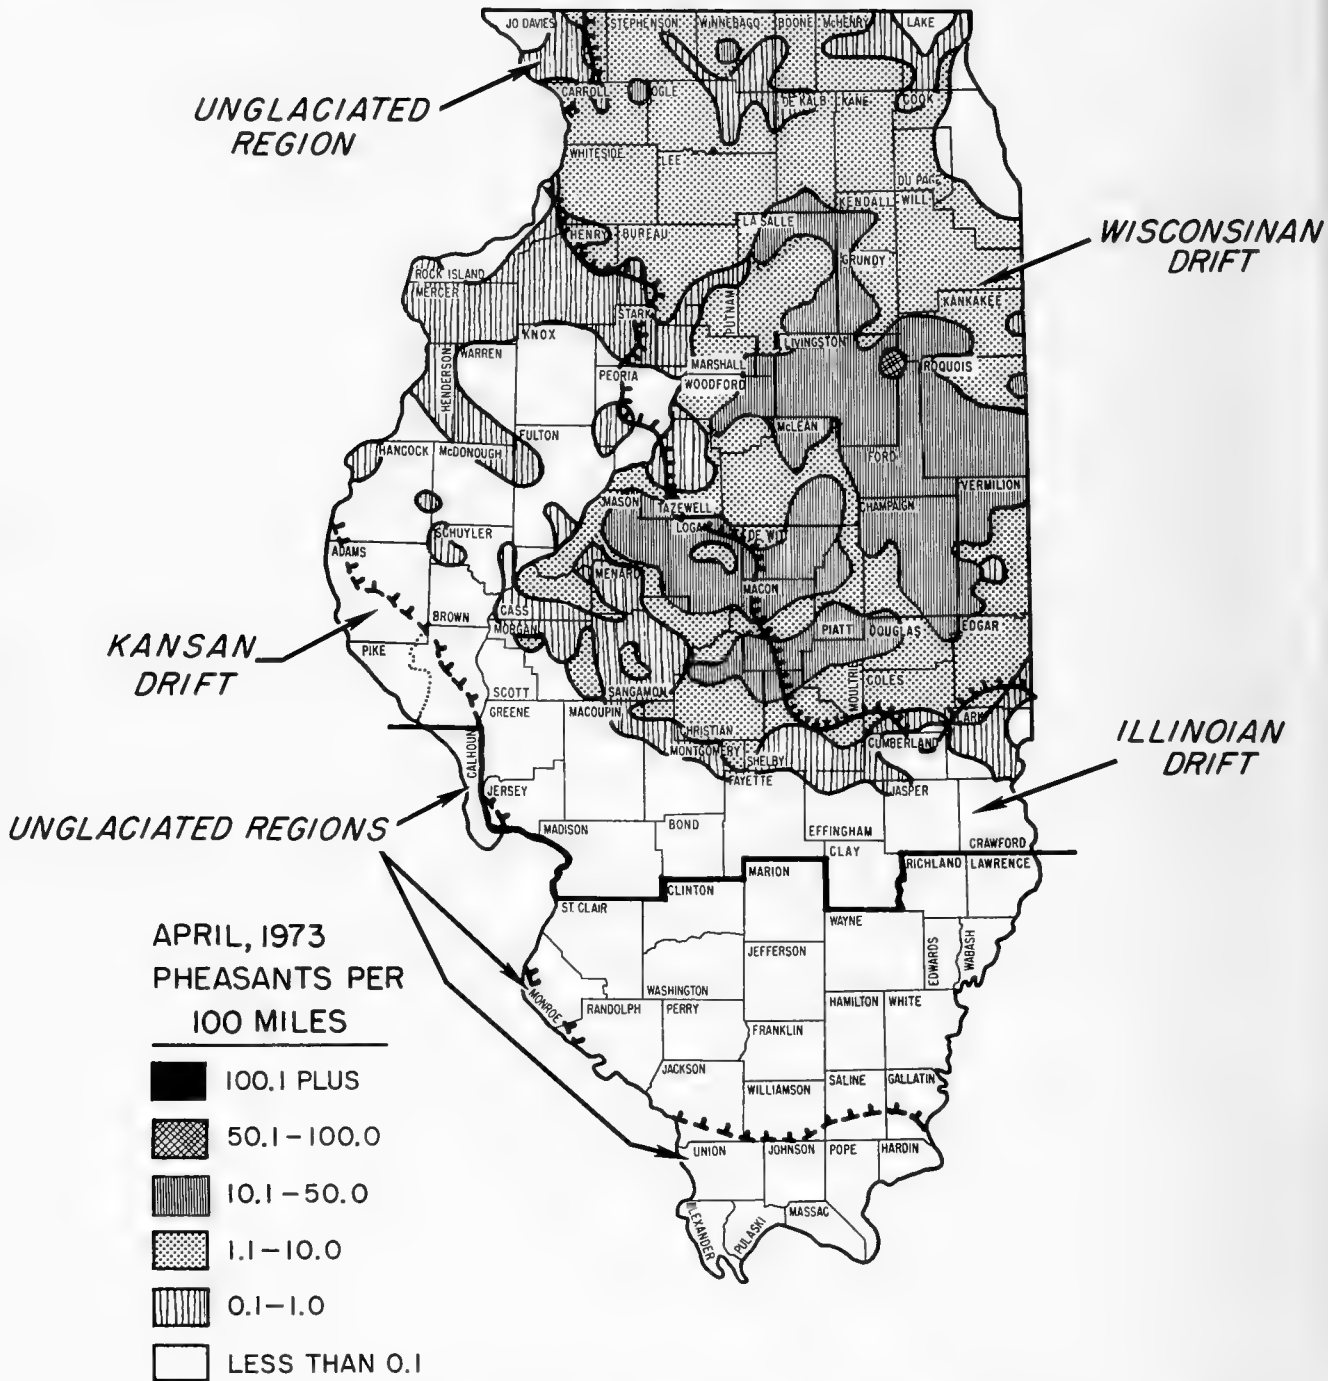 JO DAVIES
STEPHENSON
WINNEBAGO
BOONE
McHENRY
LAKE
UNGLACIATED
REGION
CARROLL
OGLE
DE KALB
KANE
COOK
WHITESIDE
LEE
DU PAGE
KENDALL
WILL
LA SALLE
HENRY
BUREAU
GRUNDY
WISCONSINAN
DRIFT
ROCK ISLAND
MERCER
KANKAKEE
STARK
PUTNAM
KNOX
LIVINGSTON
WARREN
HENDERSON
PEORIA
MARSHALL
WOODFORD
IROQUOIS
McLEAN
FULTON
HANCOCK
McDONOUGH
FORD
VERMILION
MASON
TAZEWELL
CHAMPAIGN
LOGAN
DE WIT
SCHUYLER
ADAMS
MENARD
MACON
CASS
BROWN
MORGAN
PIATT
DOUGLAS
EDGAR
KANSAN
DRIFT
PIKE
SCOTT
SANGAMON
MOULTRIE
COLES
GREENE
MACOUPIN
CHRISTIAN
CLARK
CUMBERLAND
MONTGOMERY
SHELBY
ILLINOIAN
DRIFT
CALHOUN
JERSEY
FAYETTE
JASPER
UNGLACIATED REGIONS
MADISON
BOND
EFFINGHAM
CLAY
CRAWFORD
RICHLAND
LAWRENCE
MARION
CLINTON
ST. CLAIR
WAYNE
EDWARDS
WABASH
JEFFERSON
WASHINGTON
MONROE
RANDOLPH
PERRY
HAMILTON
WHITE
FRANKLIN
JACKSON
WILLIAMSON
SALINE
GALLATIN
UNION
JOHNSON
POPE
HARDIN
ALEXANDER
PULASKI
MASSAC
APRIL, 1973
PHEASANTS PER
100 MILES
100.1 PLUS
50.1-100.0
10.1-50.0
1.1-10.0
0.1-1.0
LESS THAN 0.1